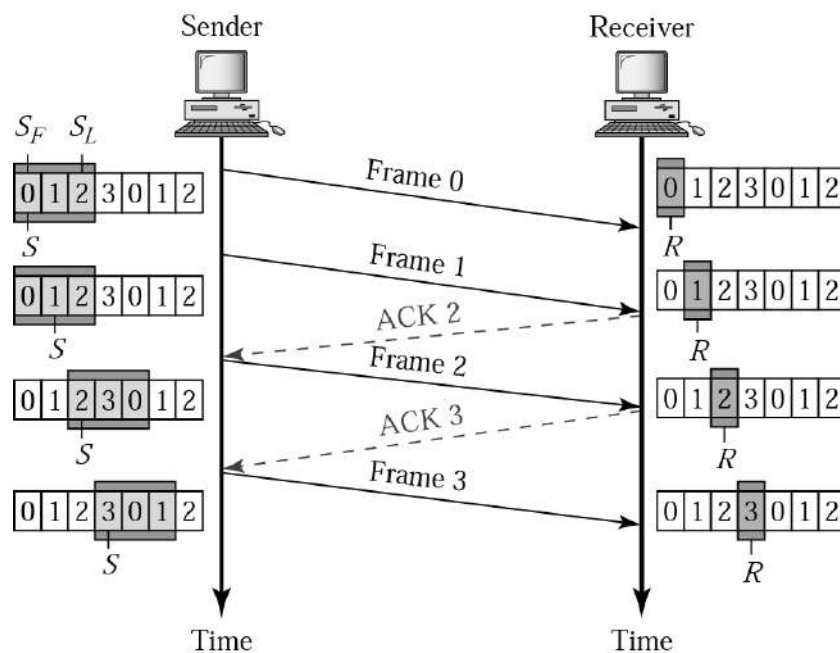 Sender Receiver
S_F S_L
0 1 2 3 0 1 2
S
Frame 0
0 1 2 3 0 1 2
R
0 1 2 3 0 1 2
S
Frame 1
0 1 2 3 0 1 2
R
ACK 2
0 1 2 3 0 1 2
S
Frame 2
0 1 2 3 0 1 2
R
ACK 3
0 1 2 3 0 1 2
S
Frame 3
0 1 2 3 0 1 2
R
Time Time